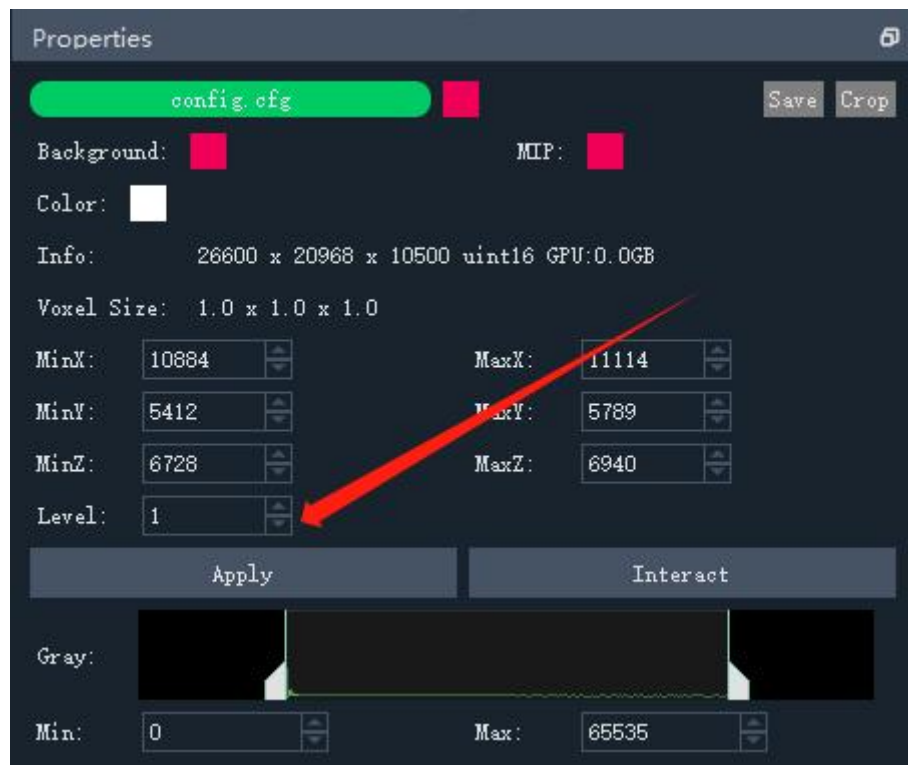 Properties
config.cfg Save Crop
Background: MIP:
Color:
Info: 26600 x 20968 x 10500 uint16 GPU:0.0GB
Voxel Size: 1.0 x 1.0 x 1.0
MinX: 10884 MaxX: 11114
MinY: 5412 MaxY: 5789
MinZ: 6728 MaxZ: 6940
Level: 1
Apply Interact
Gray:
Min: 0 Max: 65535